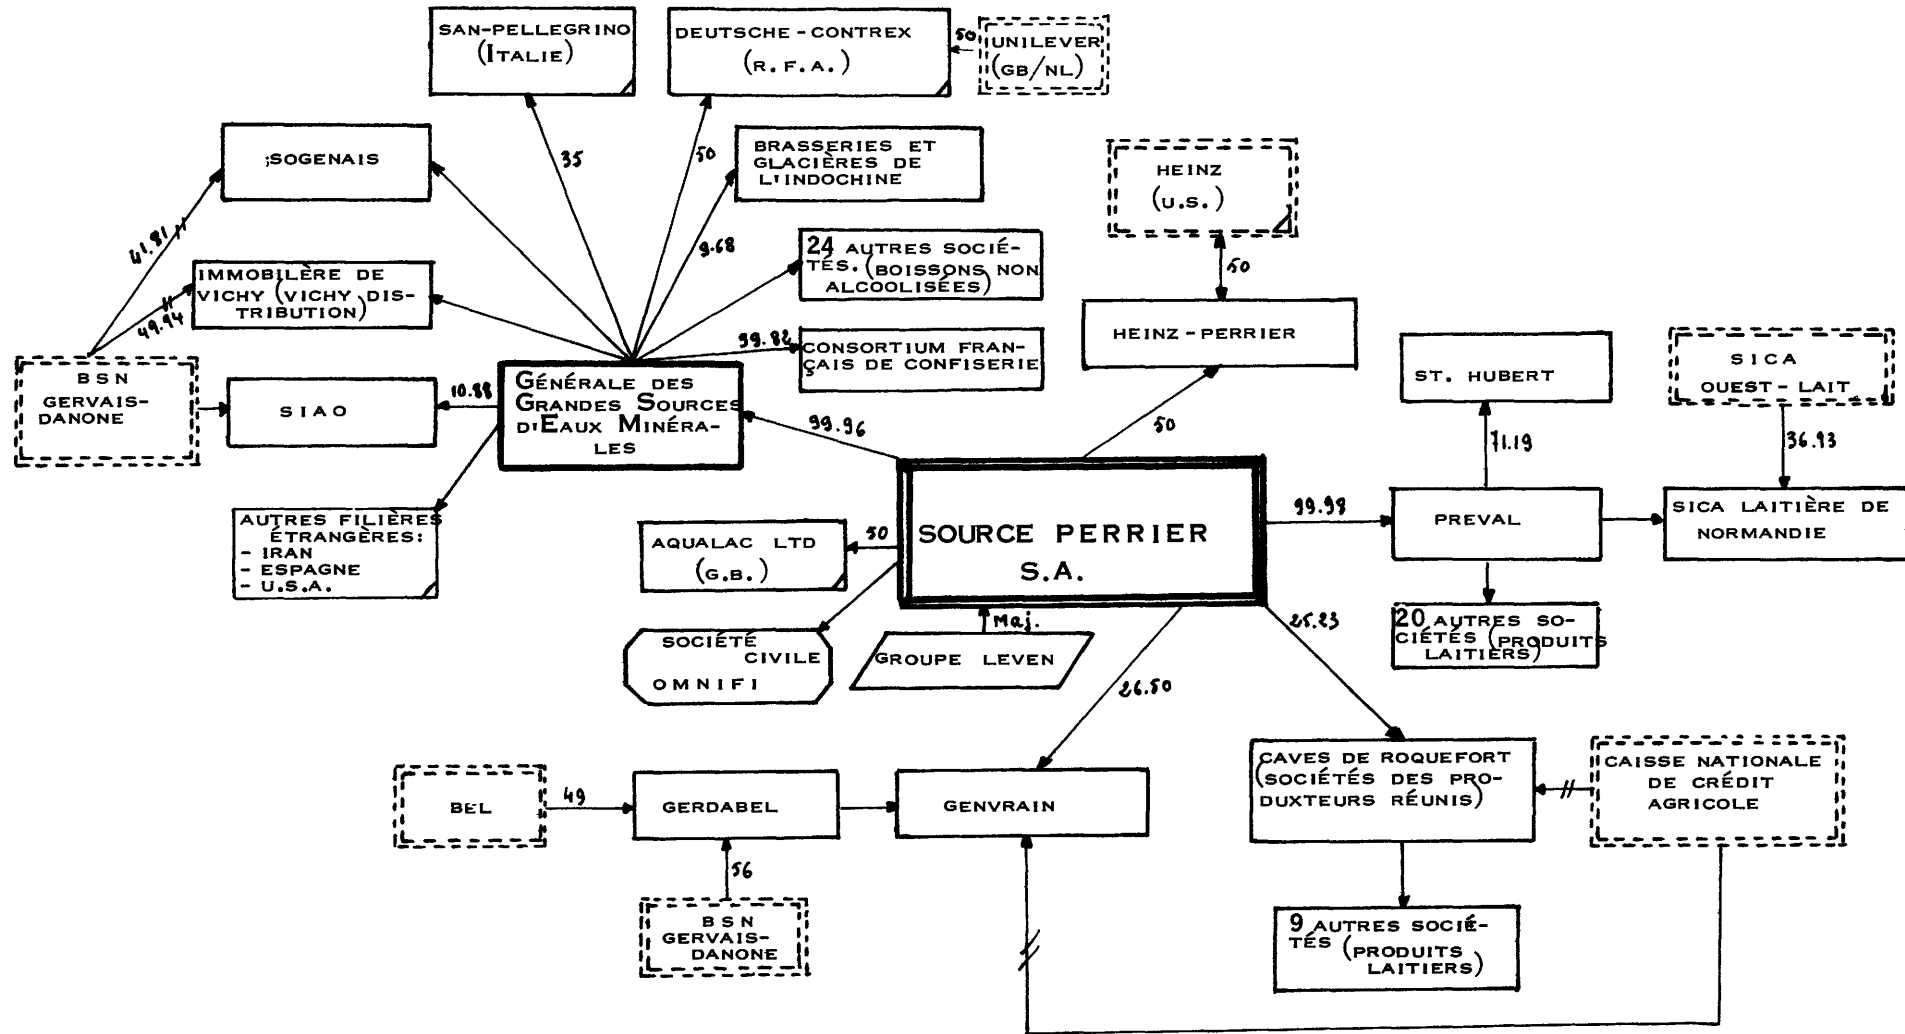 SAN-PELLEGRINO
(ITALIE)
DEUTSCHE-CONTREX
(R.F.A.)
50
UNILEVER
(GB/NL)
SOGENAIS
35
50
BRASSERIES ET
GLACIÈRES DE
L'INDOCHINE
HEINZ
(U.S.)
41.81
9.68
24 AUTRES SOCIÉ-
TÉS. (BOISSONS NON
ALCOOLISÉES)
50
IMMOBILÈRE DE
VICHY (VICHY DIS-
TRIBUTION)
49.94
99.82
CONSORTIUM FRAN-
ÇAIS DE CONFISERIE
HEINZ-PERRIER
ST. HUBERT
SICA
OUEST-LAIT
BSN
GERVAIS-
DANONE
SIAO
10.88
GÉNÉRALE DES
GRANDES SOURCES
D'EAUX MINÉRA-
LES
99.96
50
71.19
36.93
AUTRES FILIÈRES
ÉTRANGÈRES:
- IRAN
- ESPAGNE
- U.S.A.
AQUALAC LTD
(G.B.)
50
SOURCE PERRIER
S.A.
99.98
PREVAL
SICA LAITIÈRE DE
NORMANDIE
SOCIÉTÉ
CIVILE
OMNIFI
Maj.
GROUPE LEVEN
25.23
20 AUTRES SO-
CIÉTÉS (PRODUITS
LAITIERS)
26.50
BEL
49
GERDABEL
GENVRAIN
CAVES DE ROQUEFORT
(SOCIÉTÉS DES PRO-
DUXTEURS RÉUNIS)
CAISSE NATIONALE
DE CRÉDIT
AGRICOLE
56
BSN
GERVAIS-
DANONE
9 AUTRES SOCIÉ-
TÉS (PRODUITS
LAITIERS)